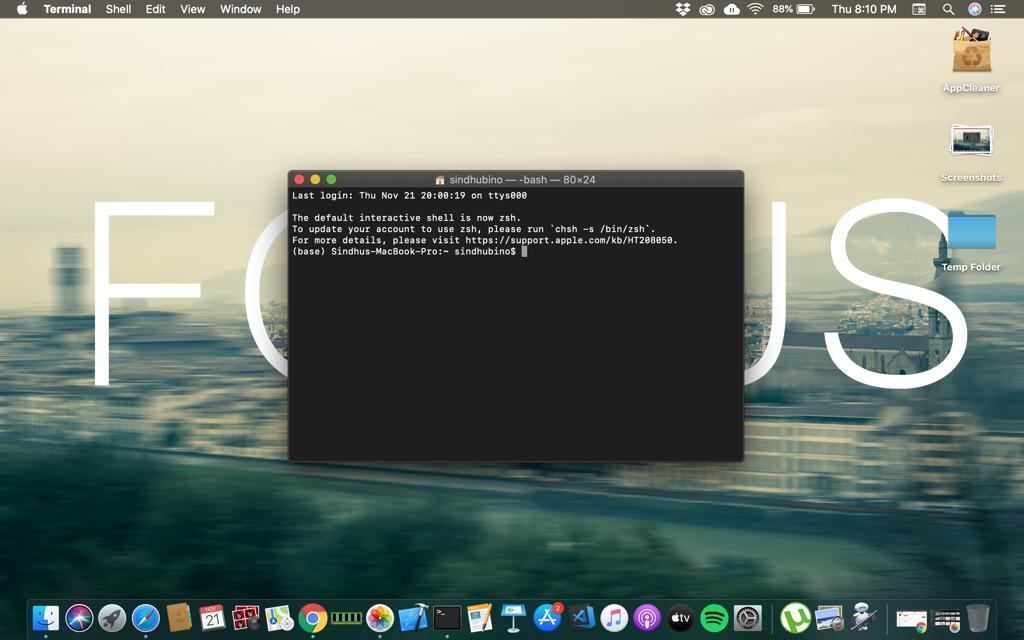 Terminal Shell Edit View Window Help 88% Thu 8:10 PM
AppCleaner
Screenshots
Temp Folder
FOCUS
sindhubino — -bash — 80×24
Last login: Thu Nov 21 20:00:19 on ttys000
The default interactive shell is now zsh.
To update your account to use zsh, please run `chsh -s /bin/zsh`.
For more details, please visit https://support.apple.com/kb/HT208050.
(base) Sindhus-MacBook-Pro:~ sindhubino$
NOV
21
2
tv